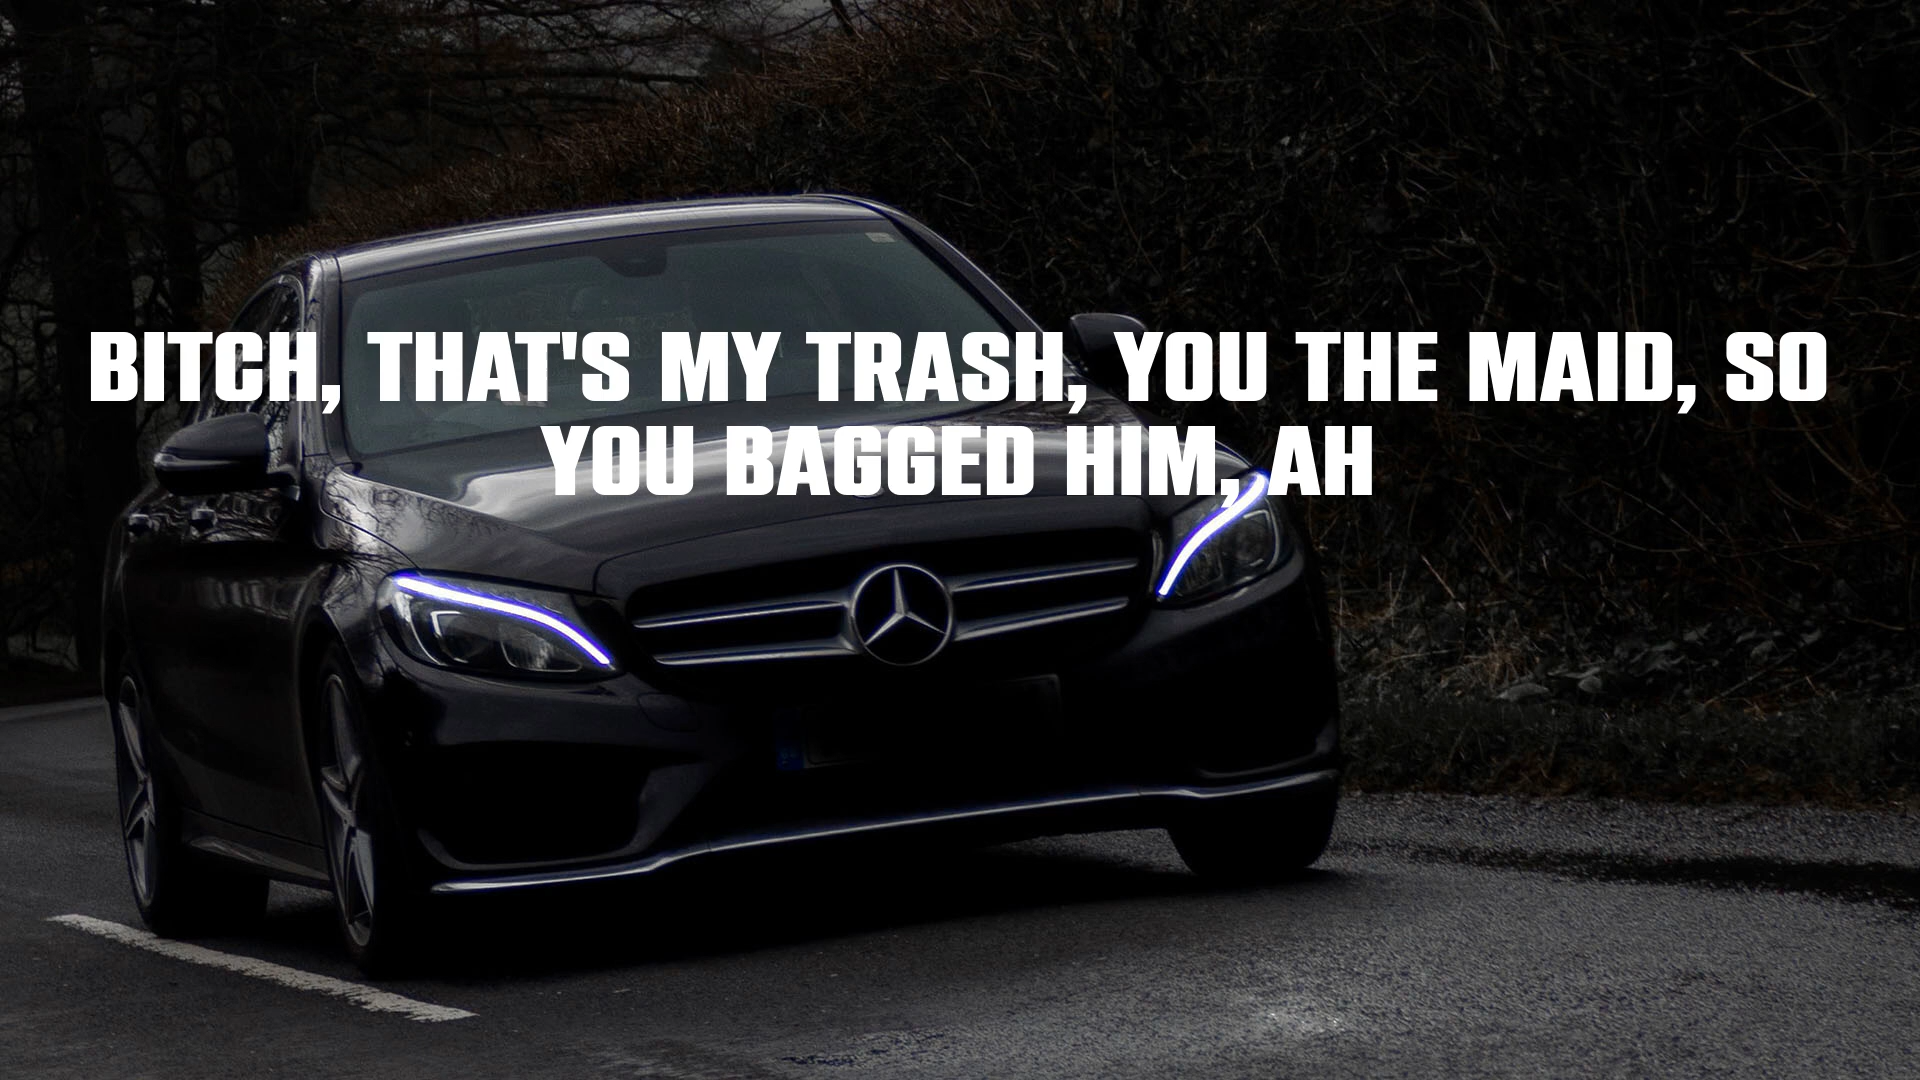 BITCH, THAT'S MY TRASH, YOU THE MAID, SO
YOU BAGGED HIM, AH